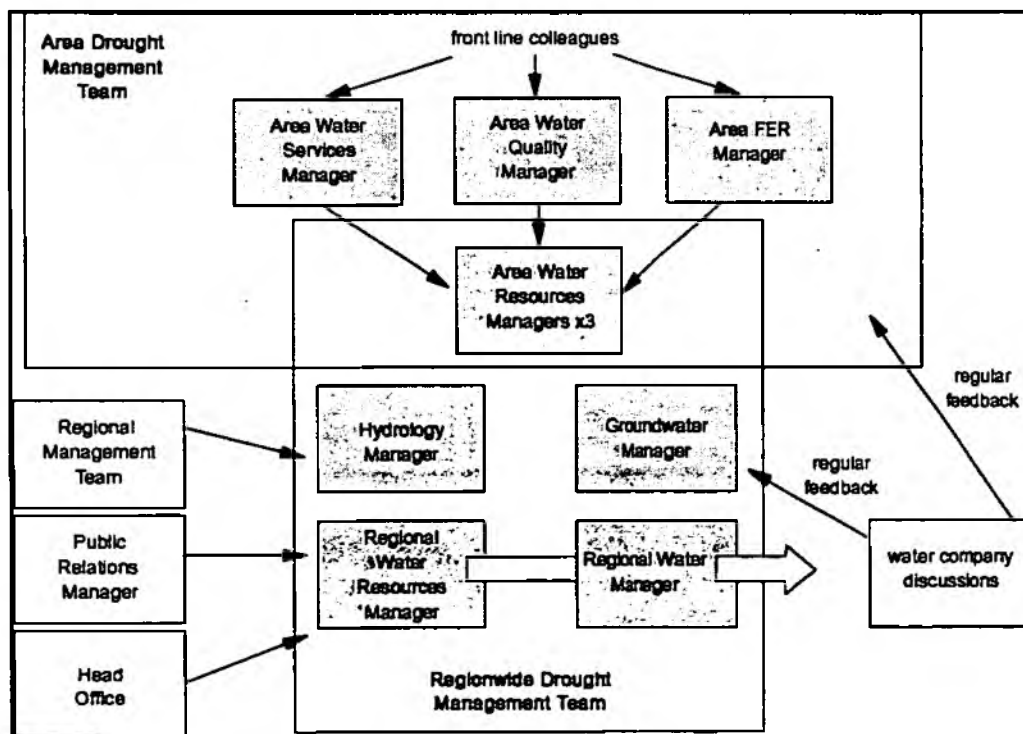 Area Drought
Management
Team
front line colleagues
Area Water
Services
Manager
Area Water
Quality
Manager
Area FER
Manager
Area Water
Resources
Managers x3
regular
feedback
Regional
Management
Team
Hydrology
Manager
Groundwater
Manager
regular
feedback
Public
Relations
Manager
Regional
Water
Resources
Manager
Regional Water
Manager
water company
discussions
Head
Office
Regionwide Drought
Management Team